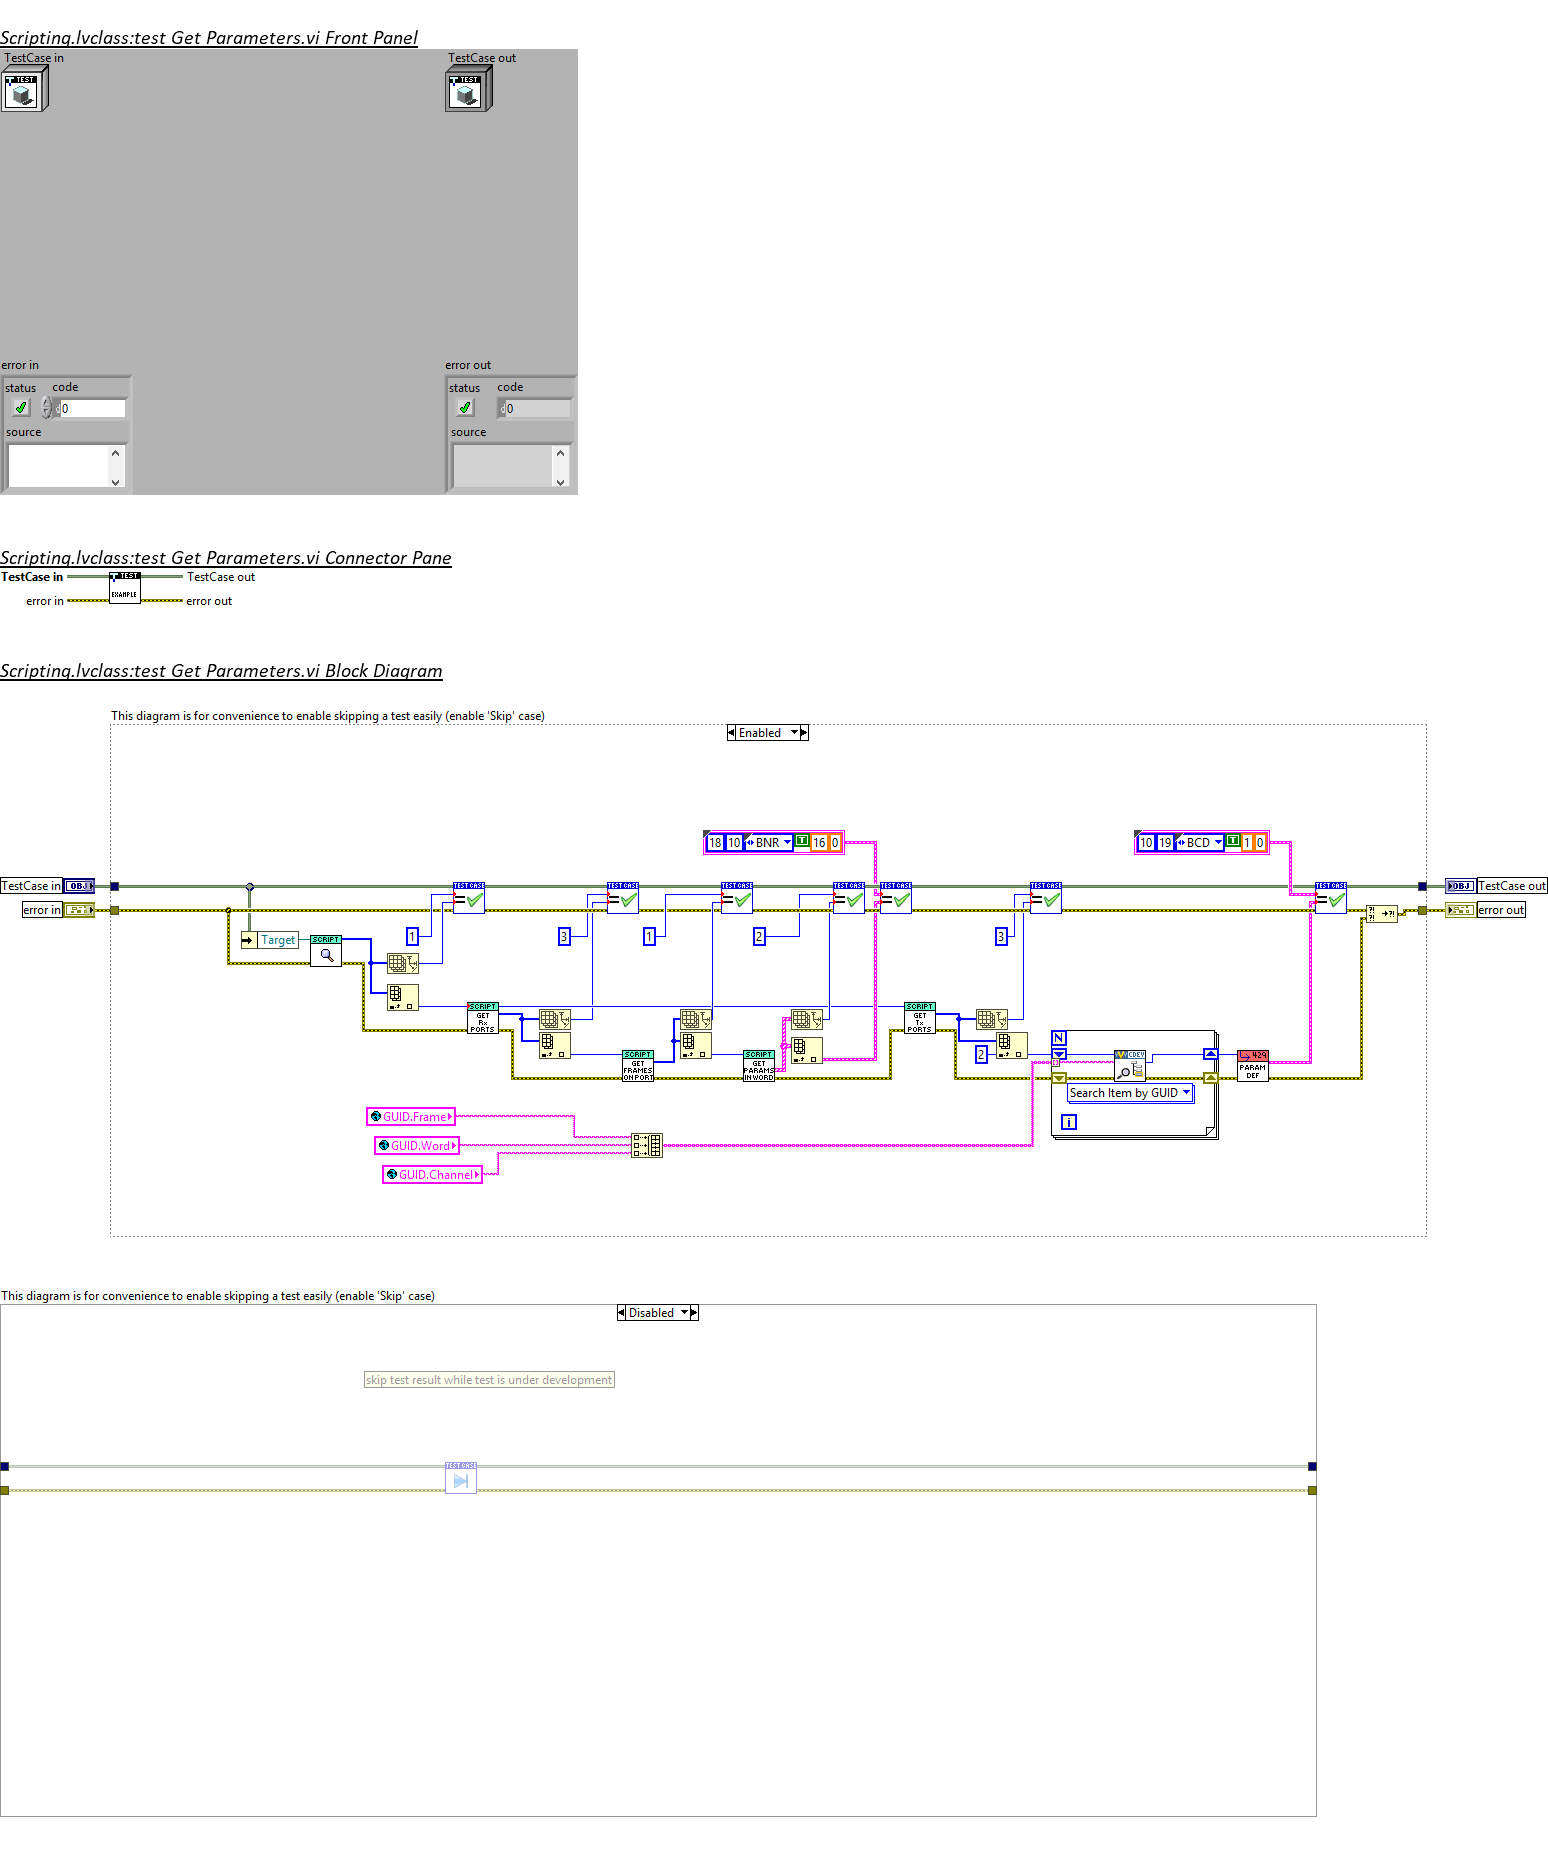 Scripting.lvclass:test Get Parameters.vi Front Panel
TestCase in
TestCase out
TEST
TEST
error in
error out
status
code
status
code
d0
d0
source
source
Scripting.lvclass:test Get Parameters.vi Connector Pane
TestCase in
TEST
TestCase out
EXAMPLE
error in
error out
Scripting.lvclass:test Get Parameters.vi Block Diagram
This diagram is for convenience to enable skipping a test easily (enable 'Skip' case)
Enabled
18 10 BNR T 16 0
10 19 BCD T 1 0
TestCase in
OBJ
TEST CASE
TEST CASE
TEST CASE
TEST CASE
TEST CASE
TEST CASE
TEST CASE
OBJ
TestCase out
error in
error out
1
3
1
2
3
Target
SCRIPT
SCRIPT
GET
Rx
PORTS
SCRIPT
GET
Tx
PORTS
SCRIPT
GET
FRAMES
ON PORT
SCRIPT
GET
PARAMS
IN WORD
N
2
CDEV
429
PARAM
DEF
Search Item by GUID
i
GUID.Frame
GUID.Word
GUID.Channel
This diagram is for convenience to enable skipping a test easily (enable 'Skip' case)
Disabled
skip test result while test is under development
TEST CASE